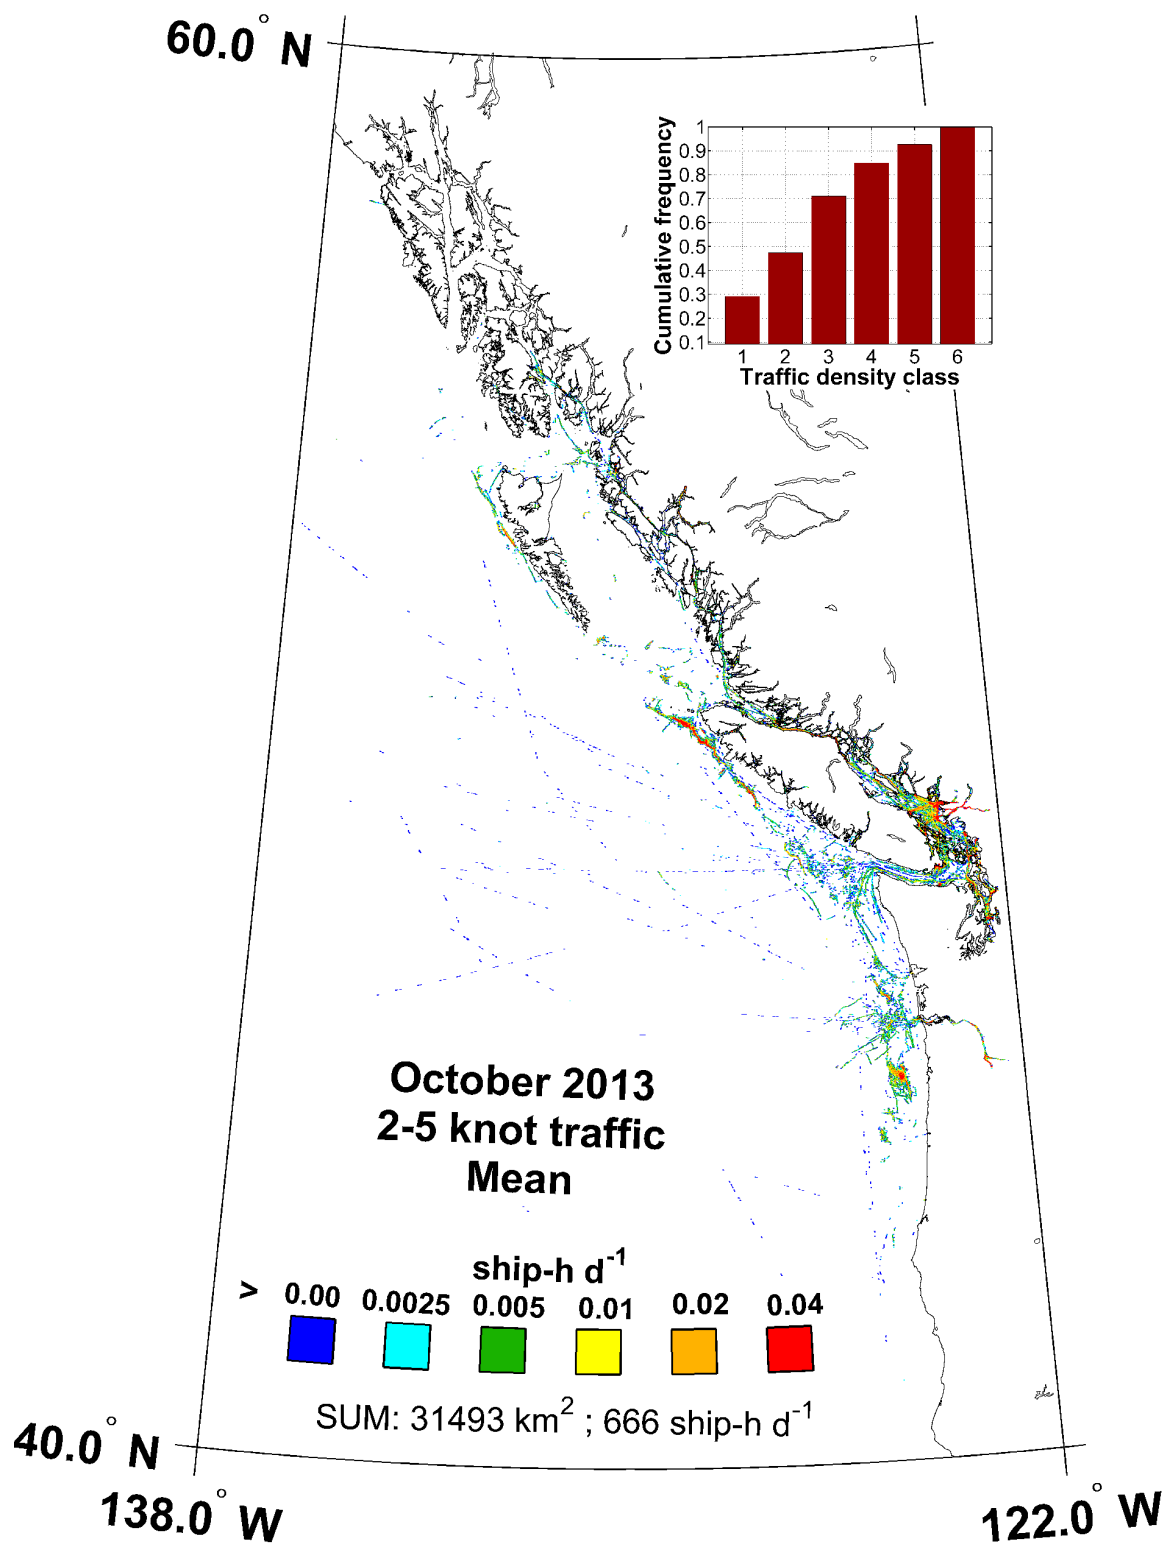 60.0° N
Cumulative frequency
1
0.9
0.8
0.7
0.6
0.5
0.4
0.3
0.2
0.1
1 2 3 4 5 6
Traffic density class
October 2013
2-5 knot traffic
Mean
ship-h d⁻¹
> 0.00 0.0025 0.005 0.01 0.02 0.04
SUM: 31493 km² ; 666 ship-h d⁻¹
40.0° N
138.0° W
122.0° W